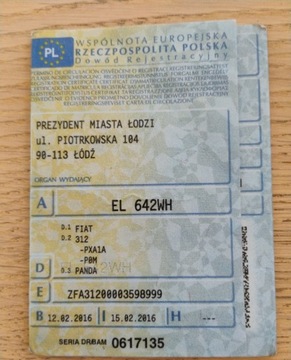 WSPÓLNOTA EUROPEJSKA
RZECZPOSPOLITA POLSKA
Dowód Rejestracyjny
PL
PREZYDENT MIASTA ŁODZI
ul. PIOTRKOWSKA 104
90-113 ŁÓDŹ
ORGAN WYDAJĄCY
A EL 642WH
D.1 FIAT
D.2 312
-PXA1A
-P0M
D D.3 PANDA
E ZFA31200003598999
B 12.02.2016 I 15.02.2016 H ---
SERIA DR/BAM 0617135